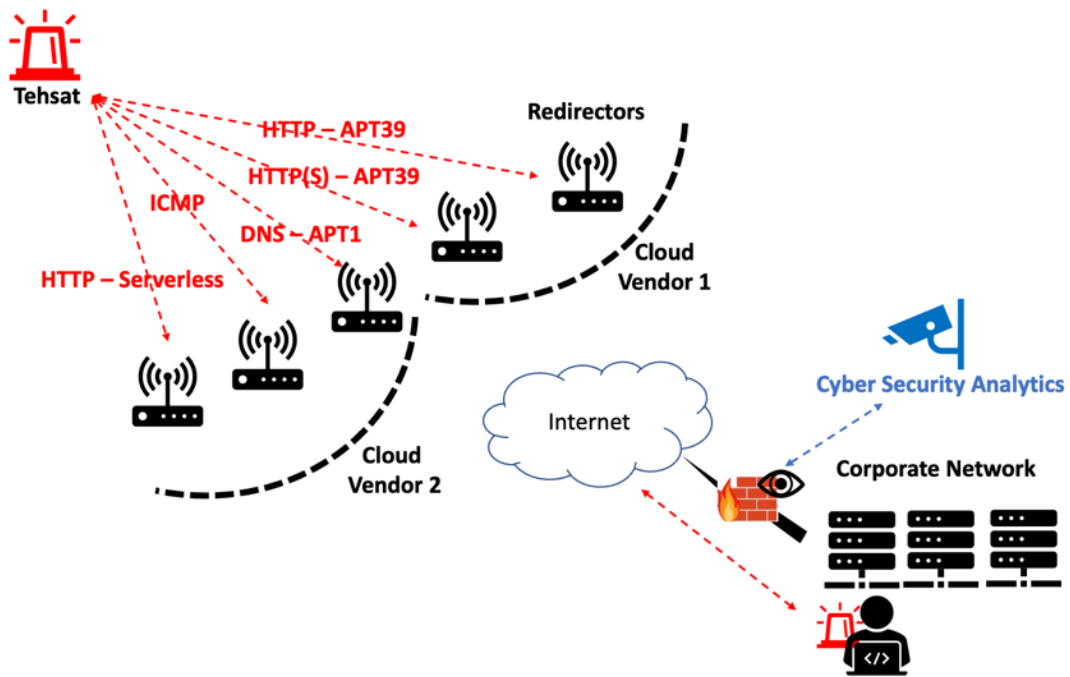 Tehsat
Redirectors
HTTP – APT39
HTTP(S) – APT39
ICMP
DNS – APT1
HTTP – Serverless
Cloud
Vendor 1
Cyber Security Analytics
Internet
Cloud
Vendor 2
Corporate Network
</>